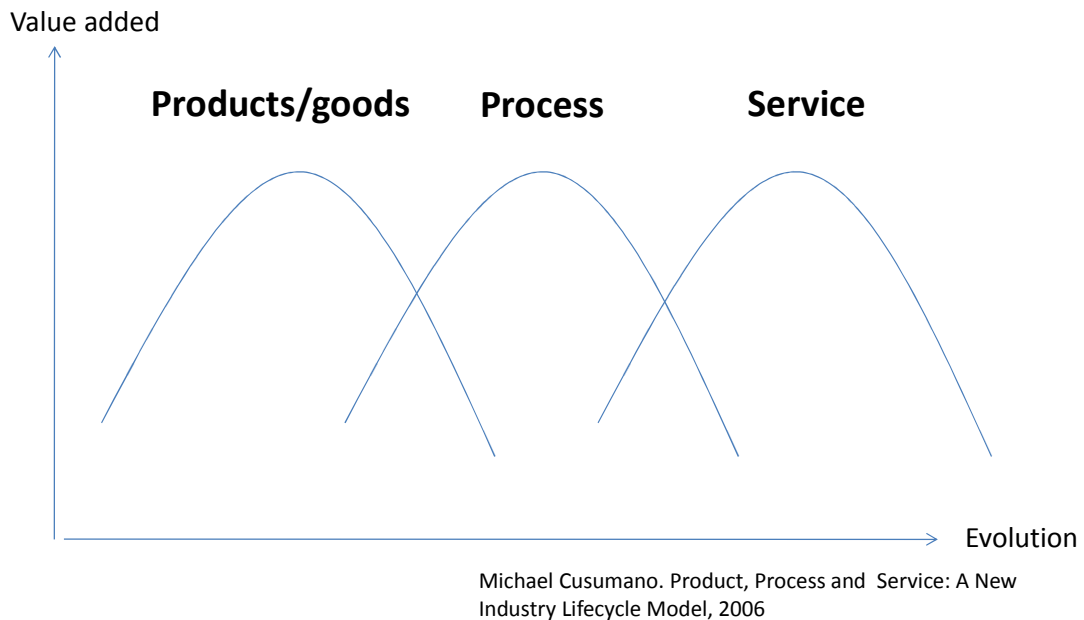 Value added
Products/goods
Process
Service
Evolution
Michael Cusumano. Product, Process and  Service: A New
Industry Lifecycle Model, 2006